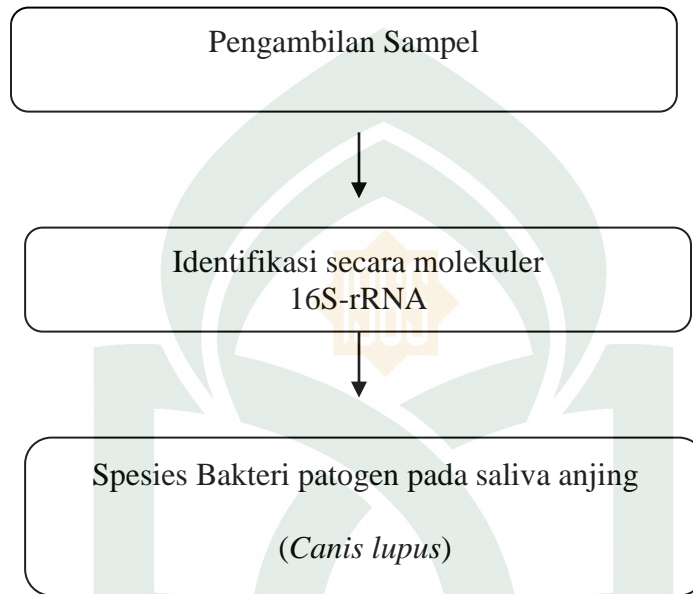 Pengambilan Sampel
Identifikasi secara molekuler
16S-rRNA
Spesies Bakteri patogen pada saliva anjing
(Canis lupus)